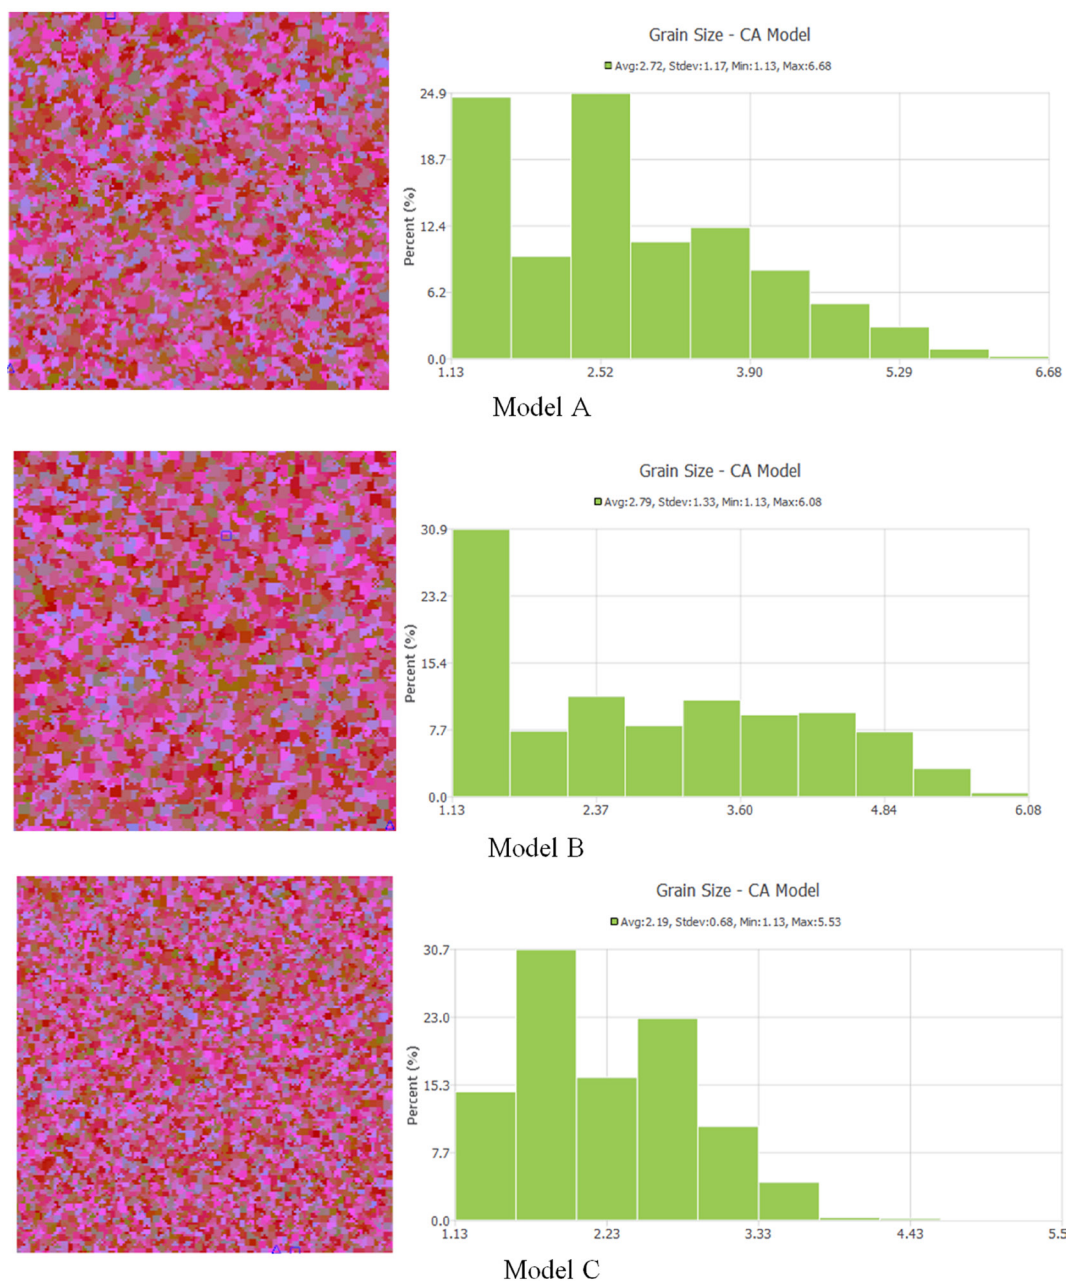 Grain Size - CA Model
Avg:2.72, Stdev:1.17, Min:1.13, Max:6.68
Percent (%)
24.9
18.7
12.4
6.2
0.0
1.13 2.52 3.90 5.29 6.68
Model A
Grain Size - CA Model
Avg:2.79, Stdev:1.33, Min:1.13, Max:6.08
Percent (%)
30.9
23.2
15.4
7.7
0.0
1.13 2.37 3.60 4.84 6.08
Model B
Grain Size - CA Model
Avg:2.19, Stdev:0.68, Min:1.13, Max:5.53
Percent (%)
30.7
23.0
15.3
7.7
0.0
1.13 2.23 3.33 4.43 5.5
Model C